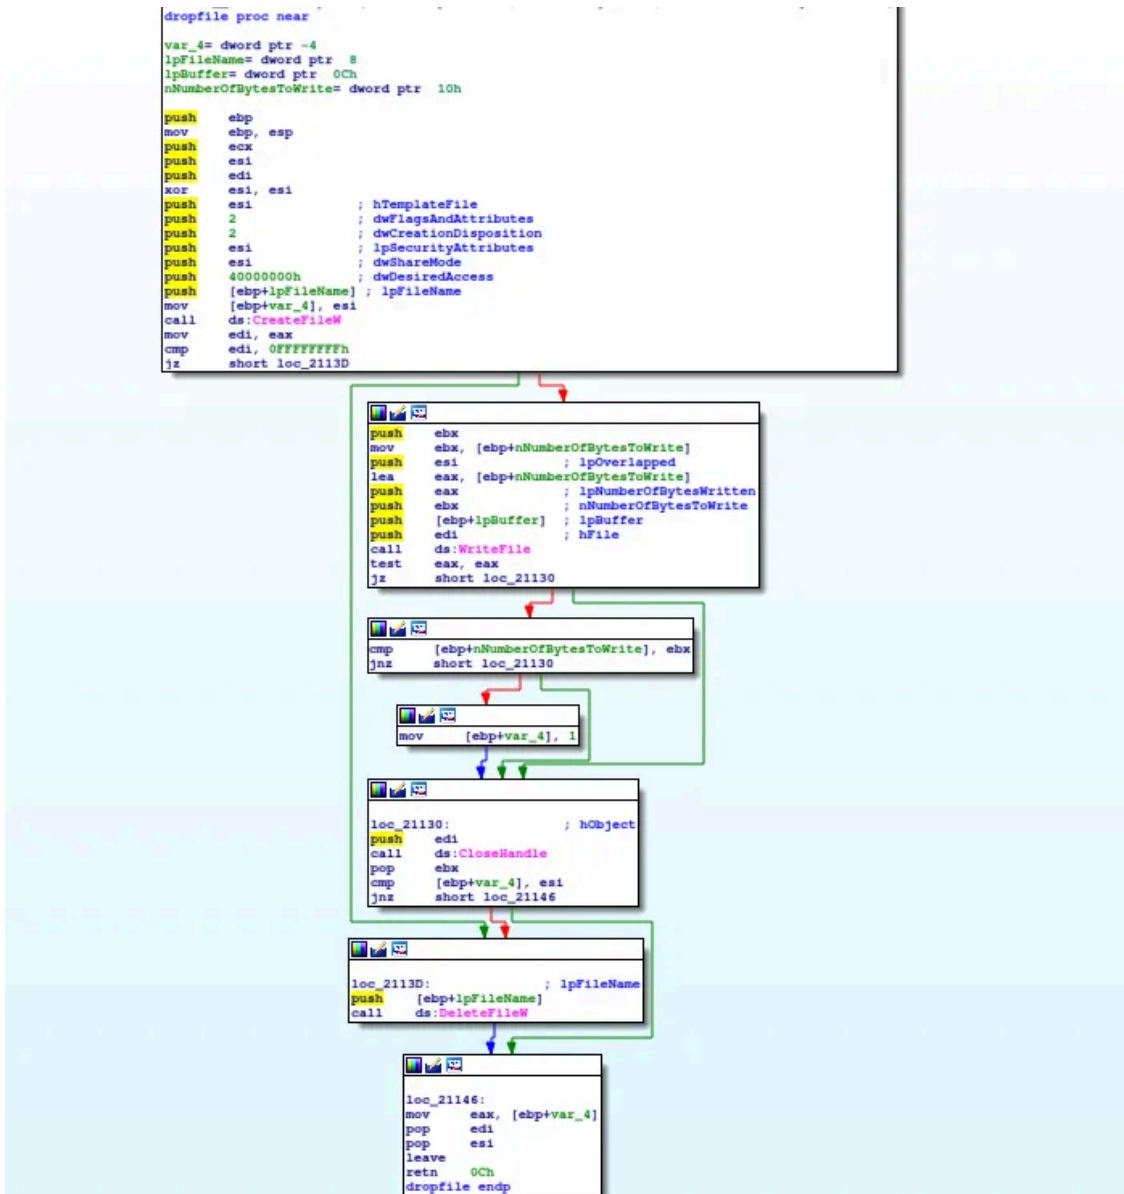 dropfile proc near
var_4= dword ptr -4
lpFileName= dword ptr  8
lpBuffer= dword ptr  0Ch
nNumberOfBytesToWrite= dword ptr  10h
push    ebp
mov     ebp, esp
push    ecx
push    esi
push    edi
xor     esi, esi
push    esi             ; hTemplateFile
push    2               ; dwFlagsAndAttributes
push    2               ; dwCreationDisposition
push    esi             ; lpSecurityAttributes
push    esi             ; dwShareMode
push    40000000h       ; dwDesiredAccess
push    [ebp+lpFileName] ; lpFileName
mov     [ebp+var_4], esi
call    ds:CreateFileW
mov     edi, eax
cmp     edi, 0FFFFFFFFh
jz      short loc_2113D
push    ebx
mov     ebx, [ebp+nNumberOfBytesToWrite]
push    esi             ; lpOverlapped
lea     eax, [ebp+nNumberOfBytesToWrite]
push    eax             ; lpNumberOfBytesWritten
push    ebx             ; nNumberOfBytesToWrite
push    [ebp+lpBuffer]  ; lpBuffer
push    edi             ; hFile
call    ds:WriteFile
test    eax, eax
jz      short loc_21130
cmp     [ebp+nNumberOfBytesToWrite], ebx
jnz     short loc_21130
mov     [ebp+var_4], 1
loc_21130:              ; hObject
push    edi
call    ds:CloseHandle
pop     ebx
cmp     [ebp+var_4], esi
jnz     short loc_21146
loc_2113D:              ; lpFileName
push    [ebp+lpFileName]
call    ds:DeleteFileW
loc_21146:
mov     eax, [ebp+var_4]
pop     edi
pop     esi
leave
retn    0Ch
dropfile endp